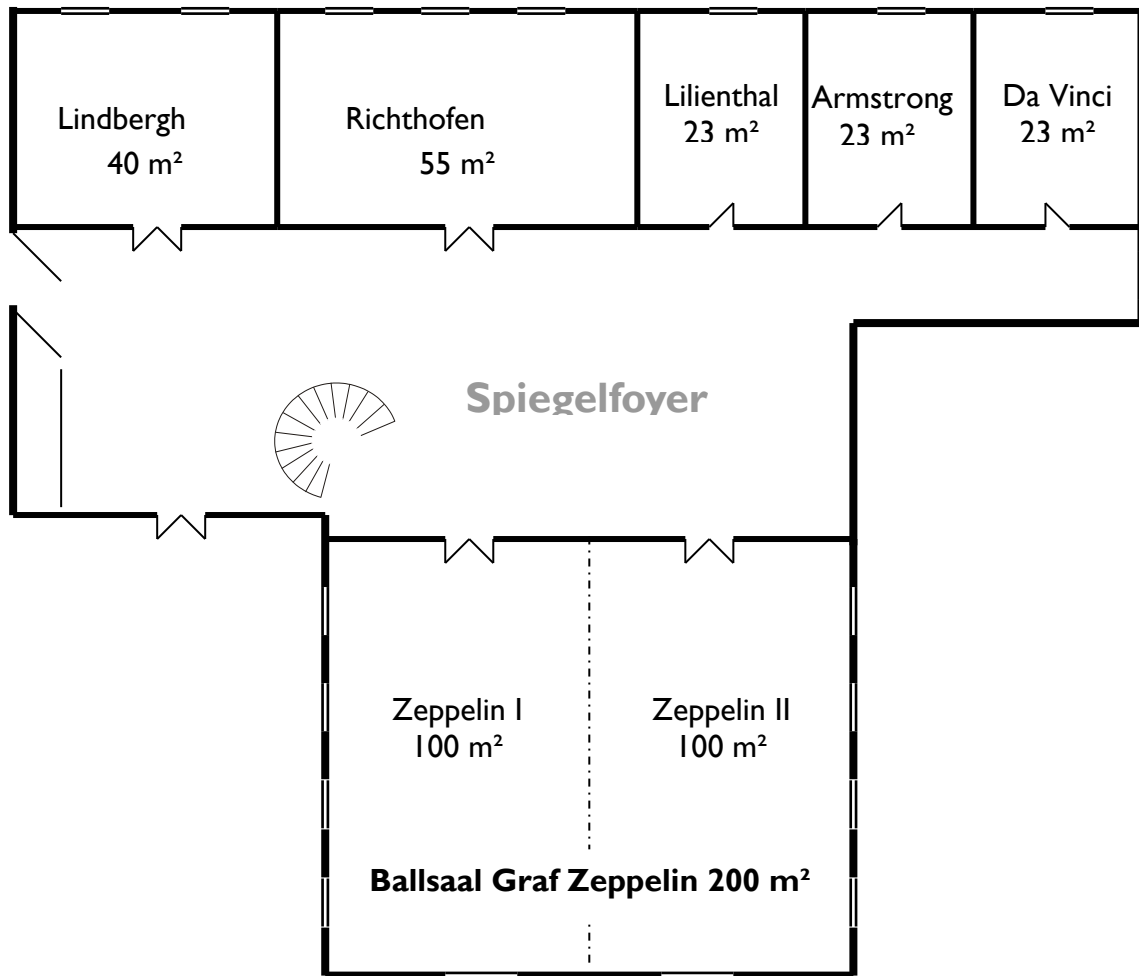 Lindbergh
40 m²
Richthofen
55 m²
Lilienthal
23 m²
Armstrong
23 m²
Da Vinci
23 m²
Spiegelfoyer
Zeppelin I
100 m²
Zeppelin II
100 m²
Ballsaal Graf Zeppelin 200 m²